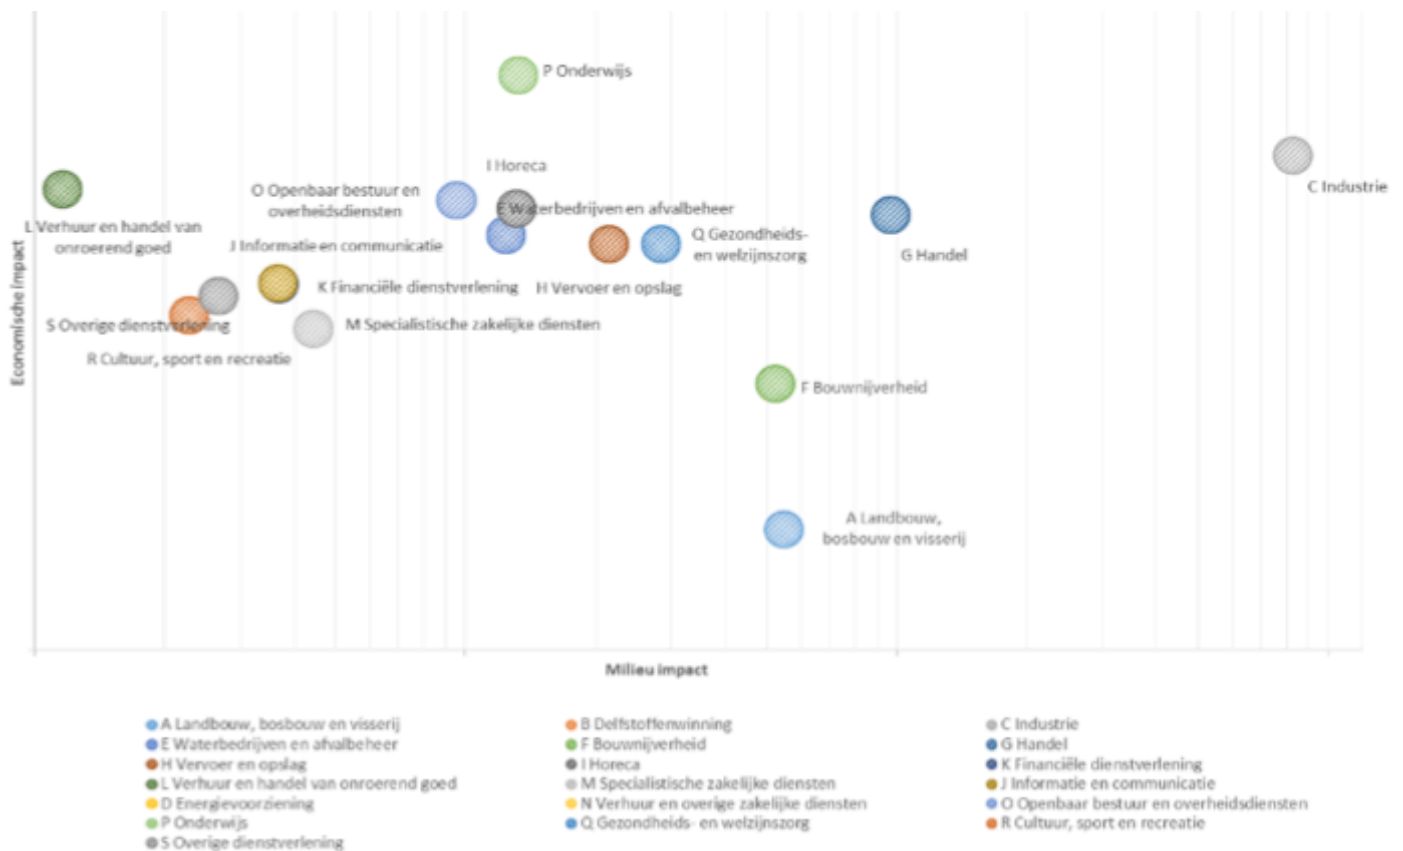 P Onderwijs
I Horeca
C Industrie
O Openbaar bestuur en
overheidsdiensten
E Waterbedrijven en afvalbeheer
L Verhuur en handel van
onroerend goed
J Informatie en communicatie
Q Gezondheids-
en welzijnszorg
G Handel
K Financiële dienstverlening
H Vervoer en opslag
S Overige dienstverlening
M Specialistische zakelijke diensten
R Cultuur, sport en recreatie
Economische Impact
F Bouwnijverheid
A Landbouw,
bosbouw en visserij
Milieu Impact
A Landbouw, bosbouw en visserij
B Delfstoffenwinning
C Industrie
E Waterbedrijven en afvalbeheer
F Bouwnijverheid
G Handel
H Vervoer en opslag
I Horeca
K Financiële dienstverlening
L Verhuur en handel van onroerend goed
M Specialistische zakelijke diensten
J Informatie en communicatie
D Energievoorziening
N Verhuur en overige zakelijke diensten
O Openbaar bestuur en overheidsdiensten
P Onderwijs
Q Gezondheids- en welzijnszorg
R Cultuur, sport en recreatie
S Overige dienstverlening